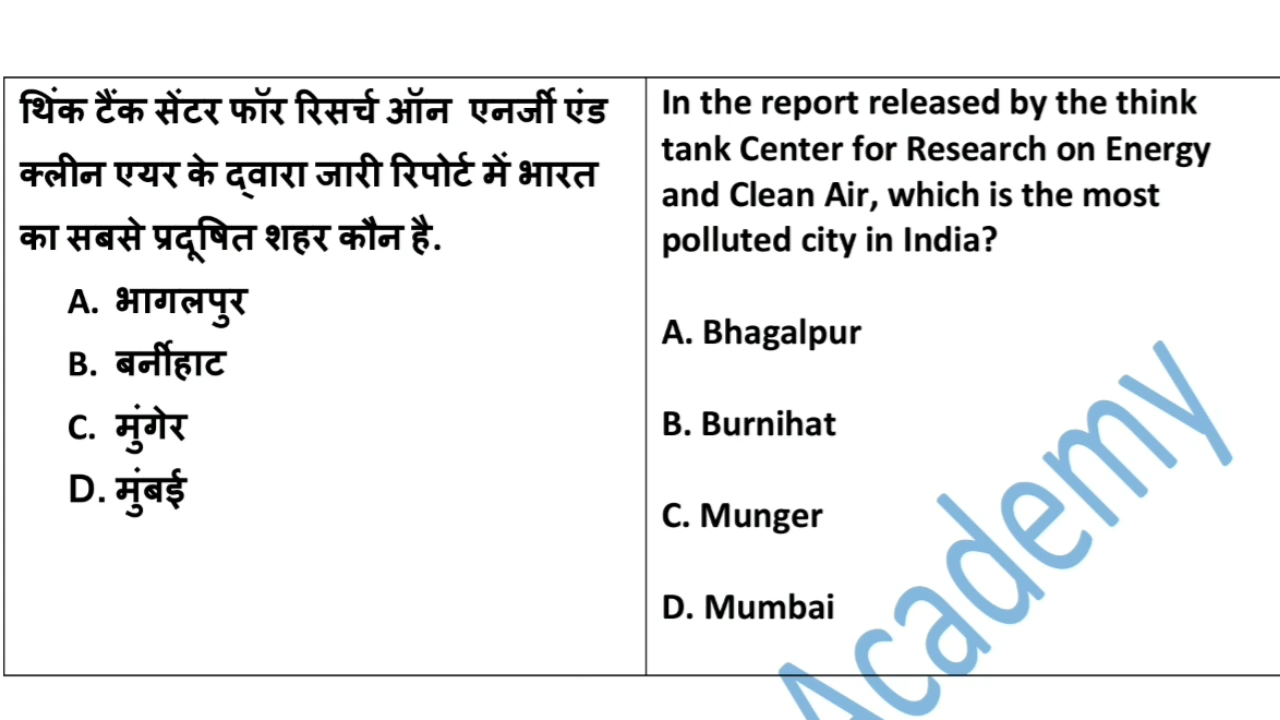 थिंक टैंक सेंटर फॉर रिसर्च ऑन एनर्जी एंड
क्लीन एयर के द्वारा जारी रिपोर्ट में भारत
का सबसे प्रदूषित शहर कौन है.
A. भागलपुर
B. बर्नीहाट
C. मुंगेर
D. मुंबई
In the report released by the think
tank Center for Research on Energy
and Clean Air, which is the most
polluted city in India?
A. Bhagalpur
B. Burnihat
C. Munger
D. Mumbai
Academy